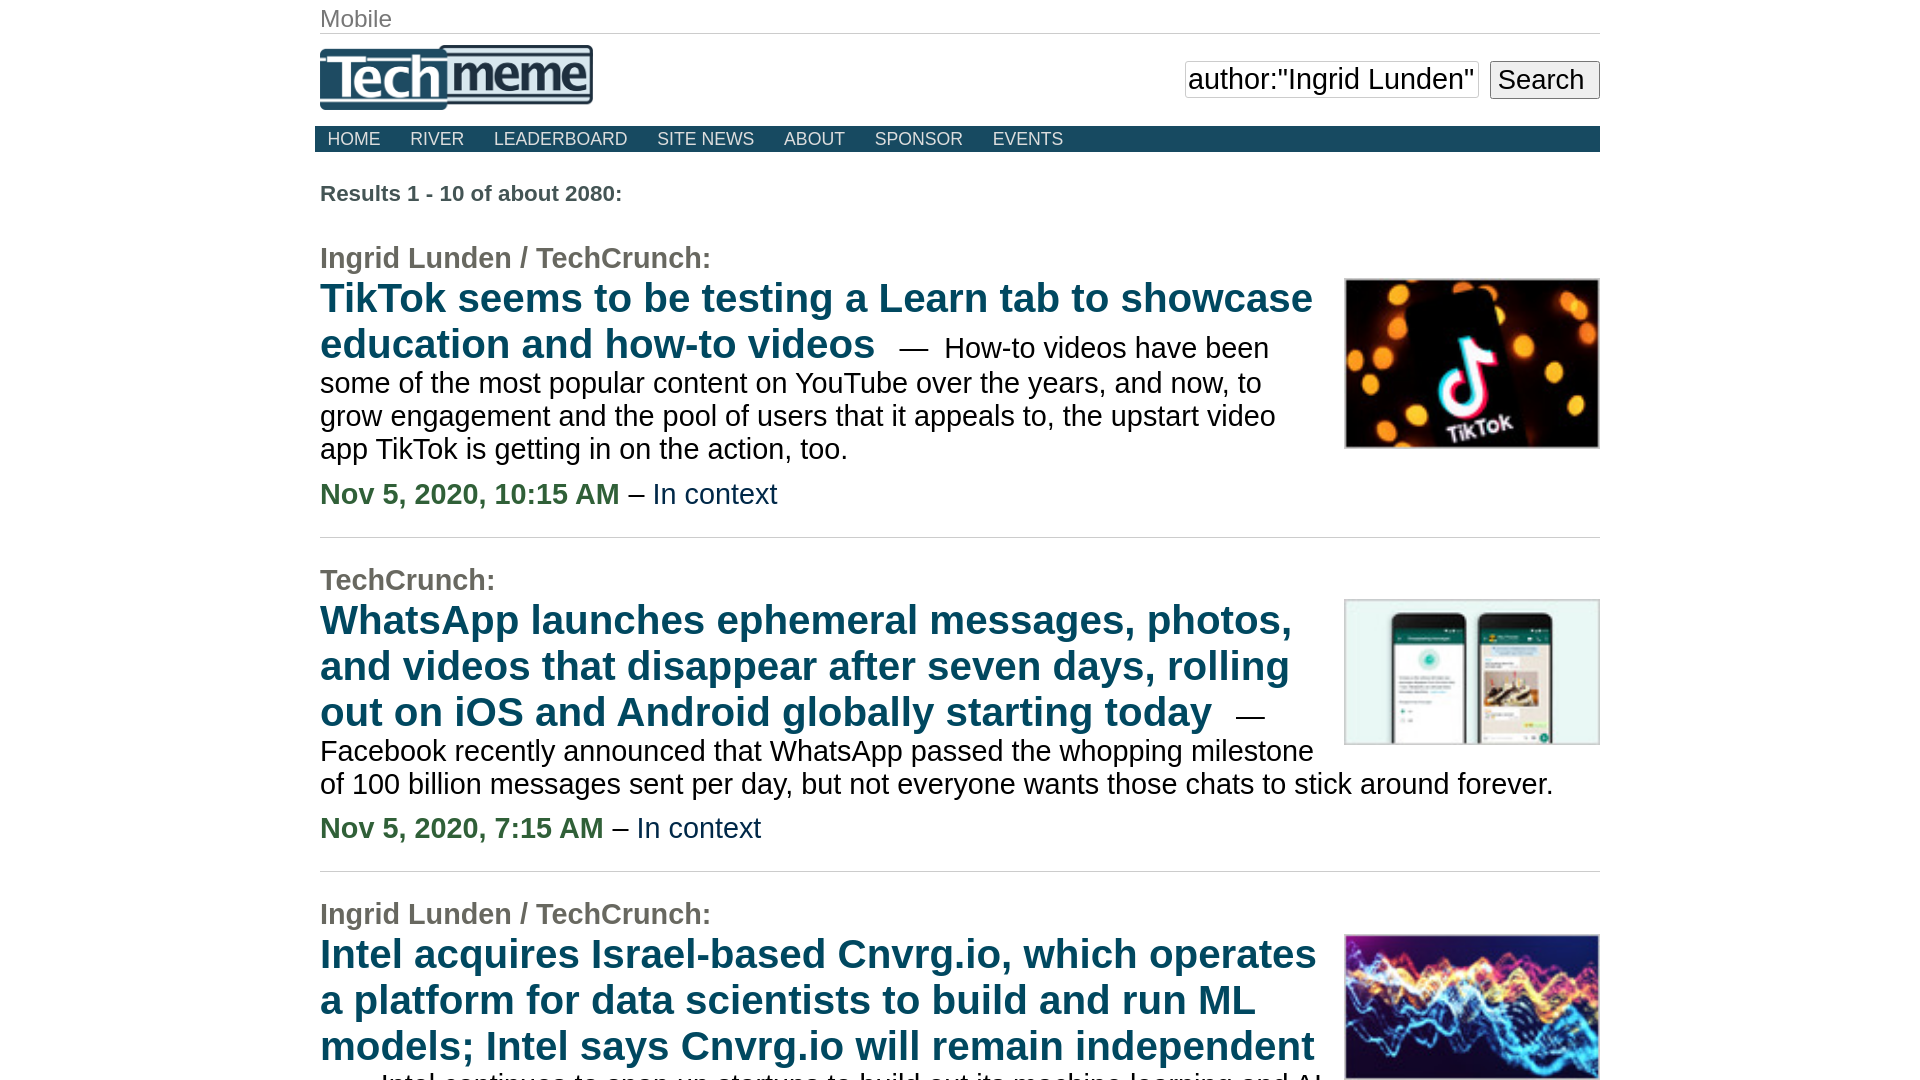 Mobile
Tech meme
author:"Ingrid Lunden"
Search
HOME RIVER LEADERBOARD SITE NEWS ABOUT SPONSOR EVENTS
Results 1 - 10 of about 2080:
Ingrid Lunden / TechCrunch:
TikTok seems to be testing a Learn tab to showcase
education and how-to videos — How-to videos have been
some of the most popular content on YouTube over the years, and now, to
grow engagement and the pool of users that it appeals to, the upstart video
app TikTok is getting in on the action, too.
TikTok
Nov 5, 2020, 10:15 AM – In context
TechCrunch:
WhatsApp launches ephemeral messages, photos,
and videos that disappear after seven days, rolling
out on iOS and Android globally starting today —
Facebook recently announced that WhatsApp passed the whopping milestone
of 100 billion messages sent per day, but not everyone wants those chats to stick around forever.
Nov 5, 2020, 7:15 AM – In context
Ingrid Lunden / TechCrunch:
Intel acquires Israel-based Cnvrg.io, which operates
a platform for data scientists to build and run ML
models; Intel says Cnvrg.io will remain independent